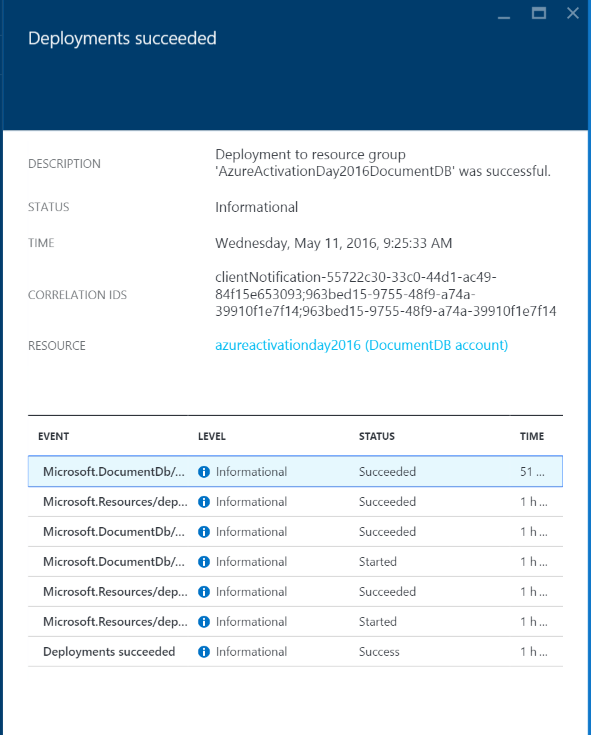 Deployments succeeded
DESCRIPTION
Deployment to resource group
'AzureActivationDay2016DocumentDB' was successful.
STATUS
Informational
TIME
Wednesday, May 11, 2016, 9:25:33 AM
CORRELATION IDS
clientNotification-55722c30-33c0-44d1-ac49-
84f15e653093;963bed15-9755-48f9-a74a-
39910f1e7f14;963bed15-9755-48f9-a74a-39910f1e7f14
RESOURCE
azureactivationday2016 (DocumentDB account)
EVENT LEVEL STATUS TIME
Microsoft.DocumentDb/... Informational Succeeded 51 ...
Microsoft.Resources/dep... Informational Succeeded 1 h ...
Microsoft.DocumentDb/... Informational Succeeded 1 h ...
Microsoft.DocumentDb/... Informational Started 1 h ...
Microsoft.Resources/dep... Informational Succeeded 1 h ...
Microsoft.Resources/dep... Informational Started 1 h ...
Deployments succeeded Informational Success 1 h ...